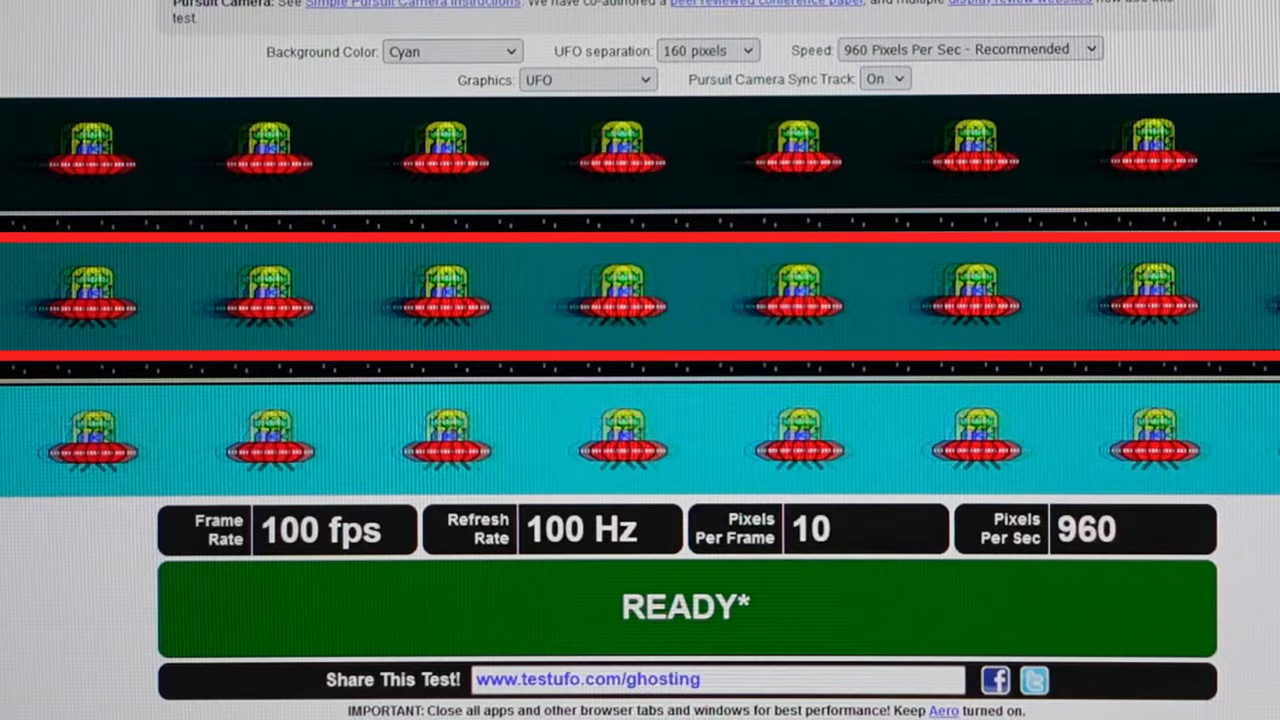 Pursuit Camera: See Simple Pursuit Camera Instructions. We have co-authored a peer reviewed conference paper, and multiple display review websites now use this
test.
Background Color: Cyan UFO separation: 160 pixels Speed: 960 Pixels Per Sec - Recommended
Graphics: UFO Pursuit Camera Sync Track: On
Frame Rate 100 fps Refresh Rate 100 Hz Pixels Per Frame 10 Pixels Per Sec 960
READY*
Share This Test! www.testufo.com/ghosting
IMPORTANT: Close all apps and other browser tabs and windows for best performance! Keep Aero turned on.